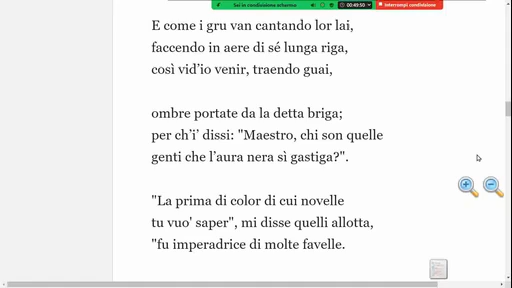 Sei in condivisione schermo
00:49:50
Interrompi condivisione
E come i gru van cantando lor lai,
faccendo in aere di sé lunga riga,
così vid’io venir, traendo guai,
ombre portate da la detta briga;
per ch’i’ dissi: "Maestro, chi son quelle
genti che l’aura nera sì gastiga?".
"La prima di color di cui novelle
tu vuo' saper", mi disse quelli allotta,
"fu imperadrice di molte favelle.